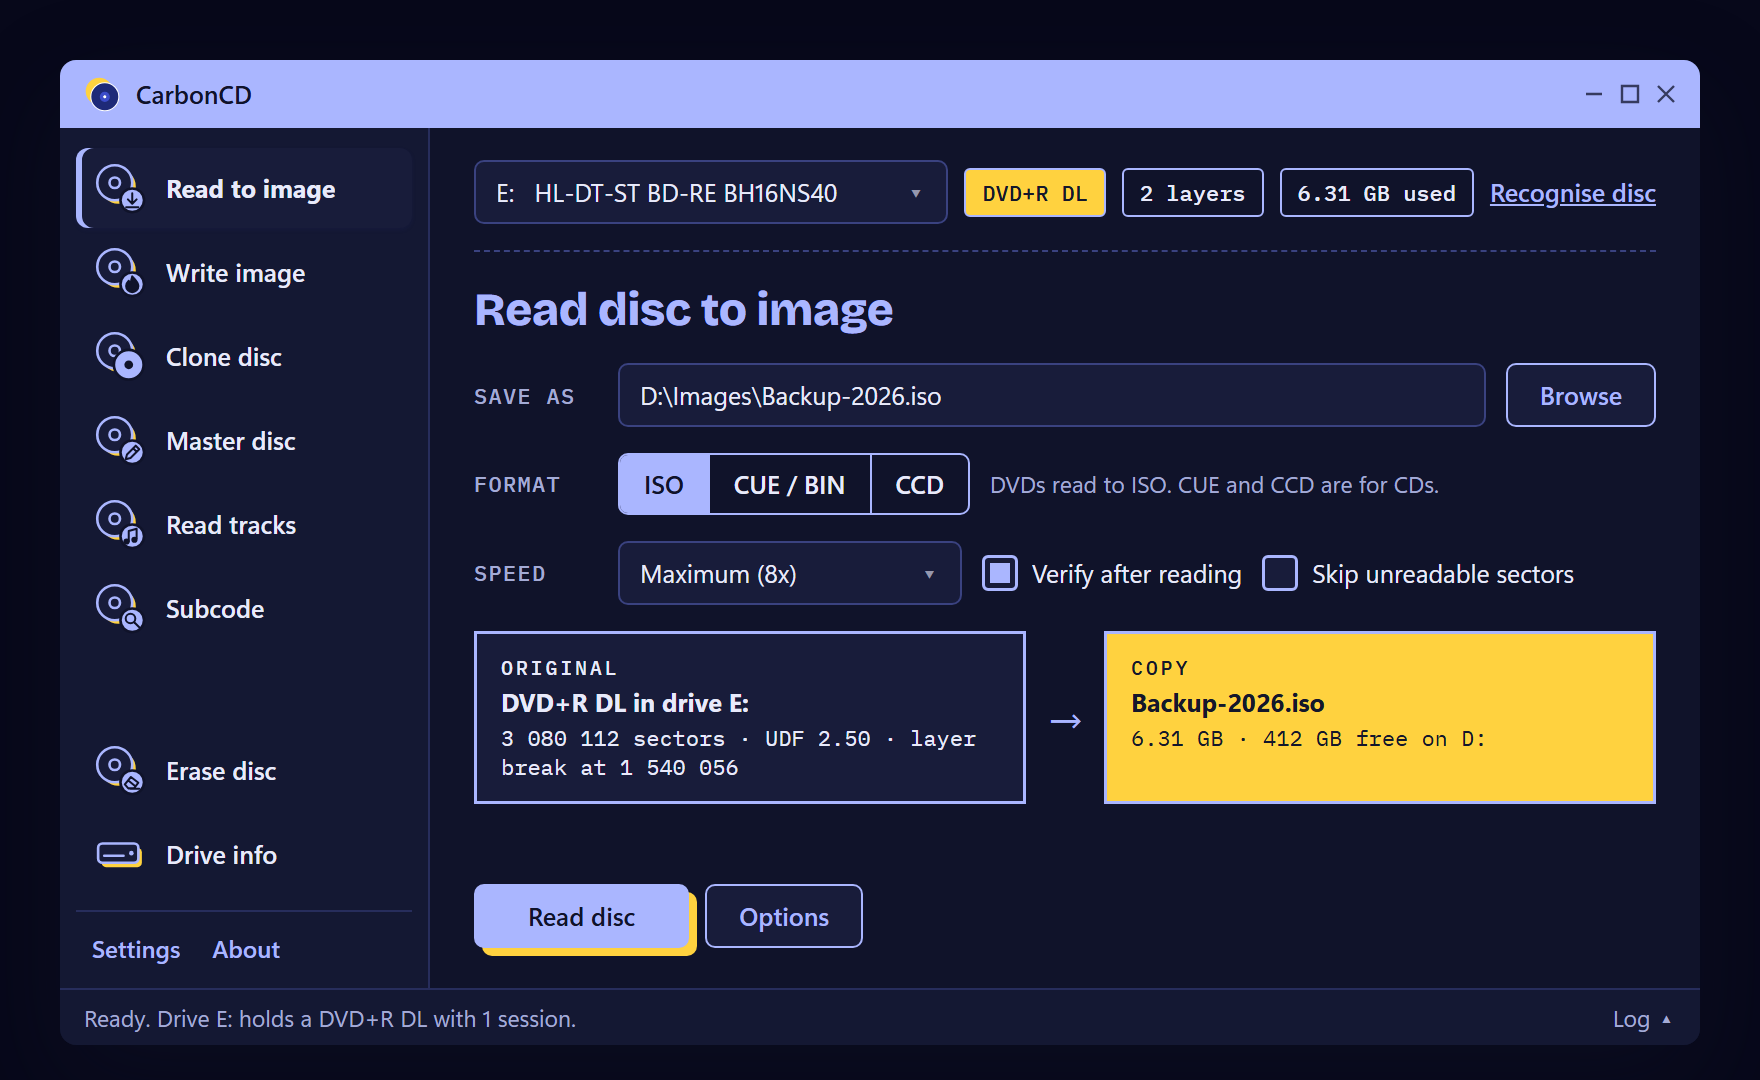 CarbonCD
Read to image
Write image
Clone disc
Master disc
Read tracks
Subcode
Erase disc
Drive info
Settings About
E: HL-DT-ST BD-RE BH16NS40
DVD+R DL
2 layers
6.31 GB used
Recognise disc
Read disc to image
SAVE AS
D:\Images\Backup-2026.iso
Browse
FORMAT
ISO
CUE / BIN
CCD
DVDs read to ISO. CUE and CCD are for CDs.
SPEED
Maximum (8x)
Verify after reading
Skip unreadable sectors
ORIGINAL
DVD+R DL in drive E:
3 080 112 sectors · UDF 2.50 · layer
break at 1 540 056
→
COPY
Backup-2026.iso
6.31 GB · 412 GB free on D:
Read disc
Options
Ready. Drive E: holds a DVD+R DL with 1 session.
Log